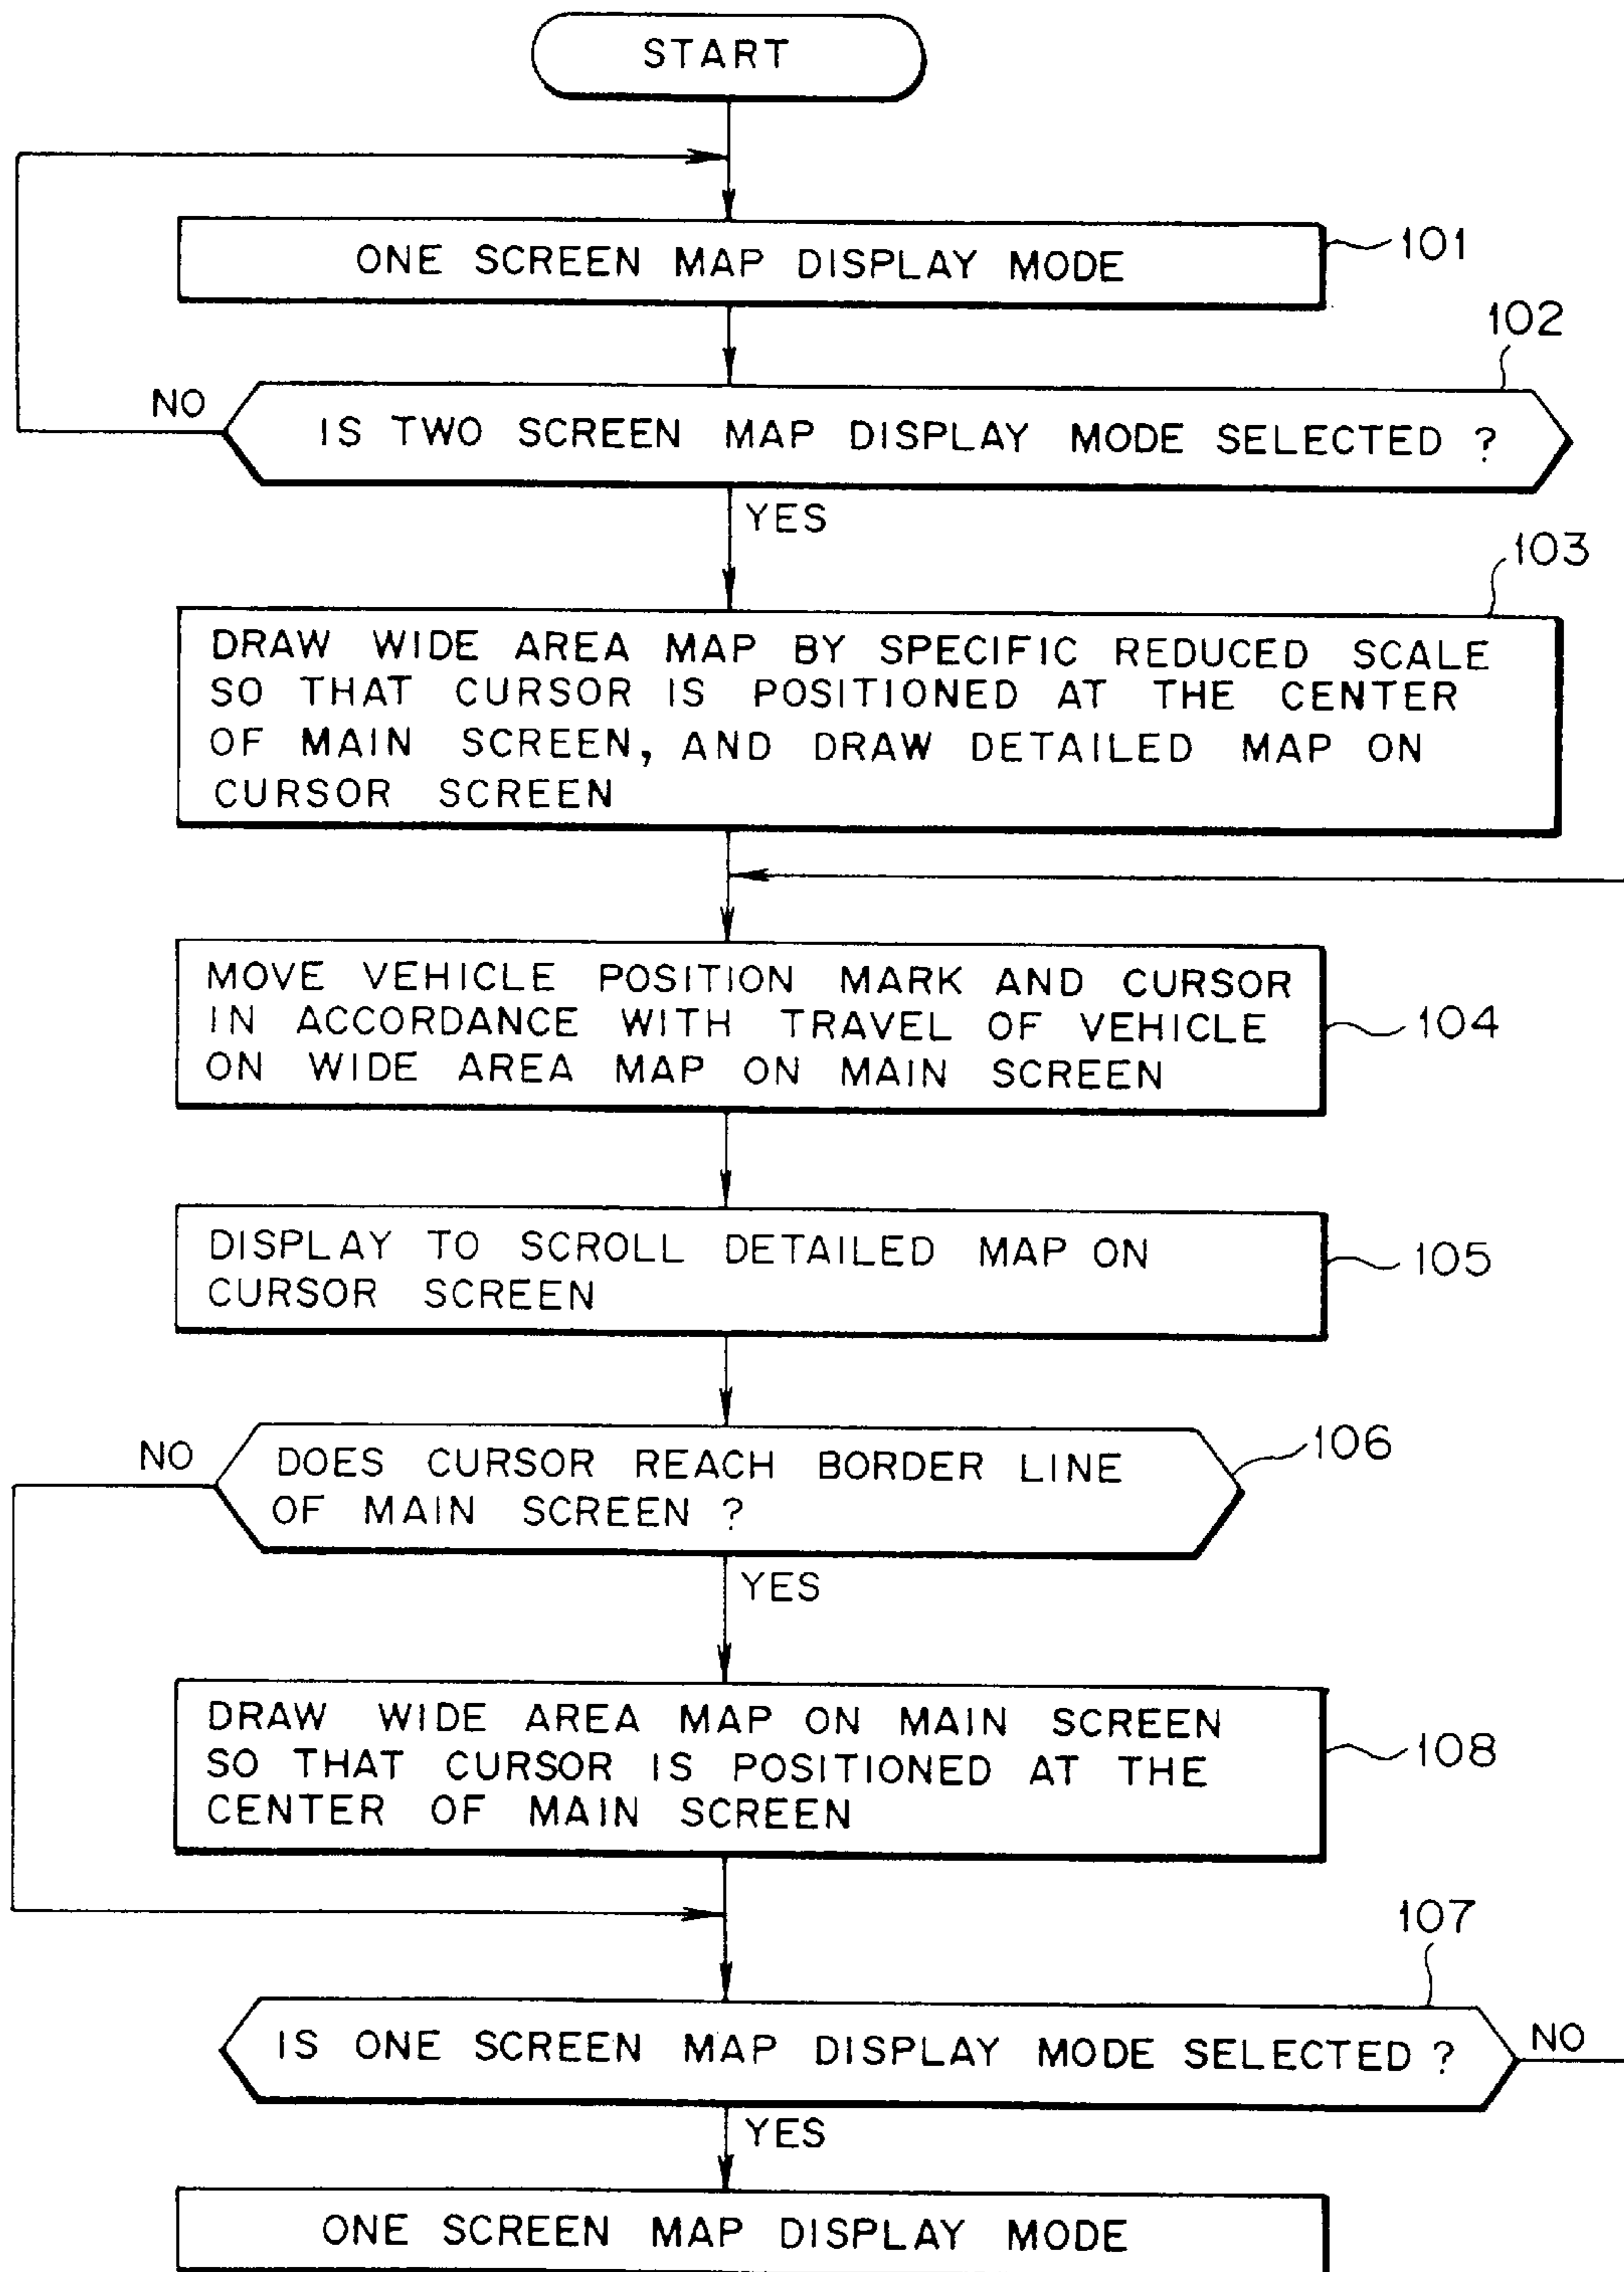 START
ONE SCREEN MAP DISPLAY MODE
101
102
NO
IS TWO SCREEN MAP DISPLAY MODE SELECTED ?
YES
103
DRAW WIDE AREA MAP BY SPECIFIC REDUCED SCALE
SO THAT CURSOR IS POSITIONED AT THE CENTER
OF MAIN SCREEN, AND DRAW DETAILED MAP ON
CURSOR SCREEN
MOVE VEHICLE POSITION MARK AND CURSOR
IN ACCORDANCE WITH TRAVEL OF VEHICLE
ON WIDE AREA MAP ON MAIN SCREEN
104
DISPLAY TO SCROLL DETAILED MAP ON
CURSOR SCREEN
105
NO
DOES CURSOR REACH BORDER LINE
OF MAIN SCREEN ?
106
YES
DRAW WIDE AREA MAP ON MAIN SCREEN
SO THAT CURSOR IS POSITIONED AT THE
CENTER OF MAIN SCREEN
108
107
IS ONE SCREEN MAP DISPLAY MODE SELECTED ?
NO
YES
ONE SCREEN MAP DISPLAY MODE